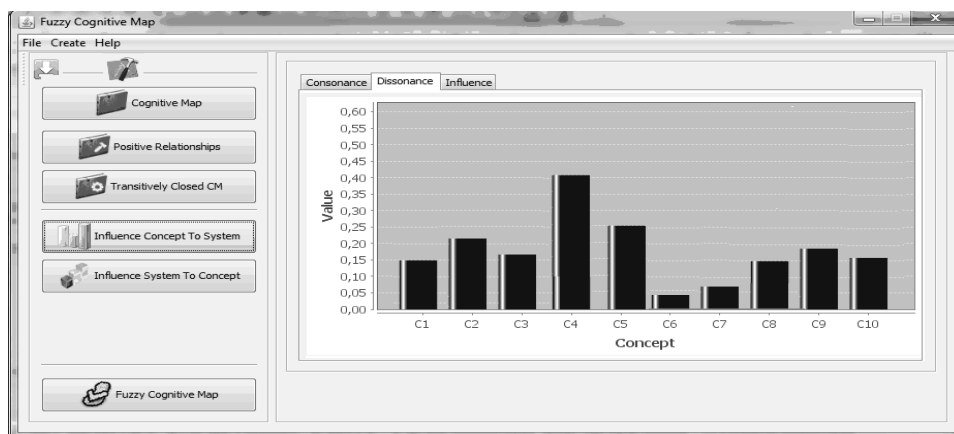 Fuzzy Cognitive Map
File Create Help
Cognitive Map
Positive Relationships
Transitively Closed CM
Influence Concept To System
Influence System To Concept
Fuzzy Cognitive Map
Consonance Dissonance Influence
0,60
0,55
0,50
0,45
0,40
0,35
0,30
0,25
0,20
0,15
0,10
0,05
0,00
Value
C1 C2 C3 C4 C5 C6 C7 C8 C9 C10
Concept